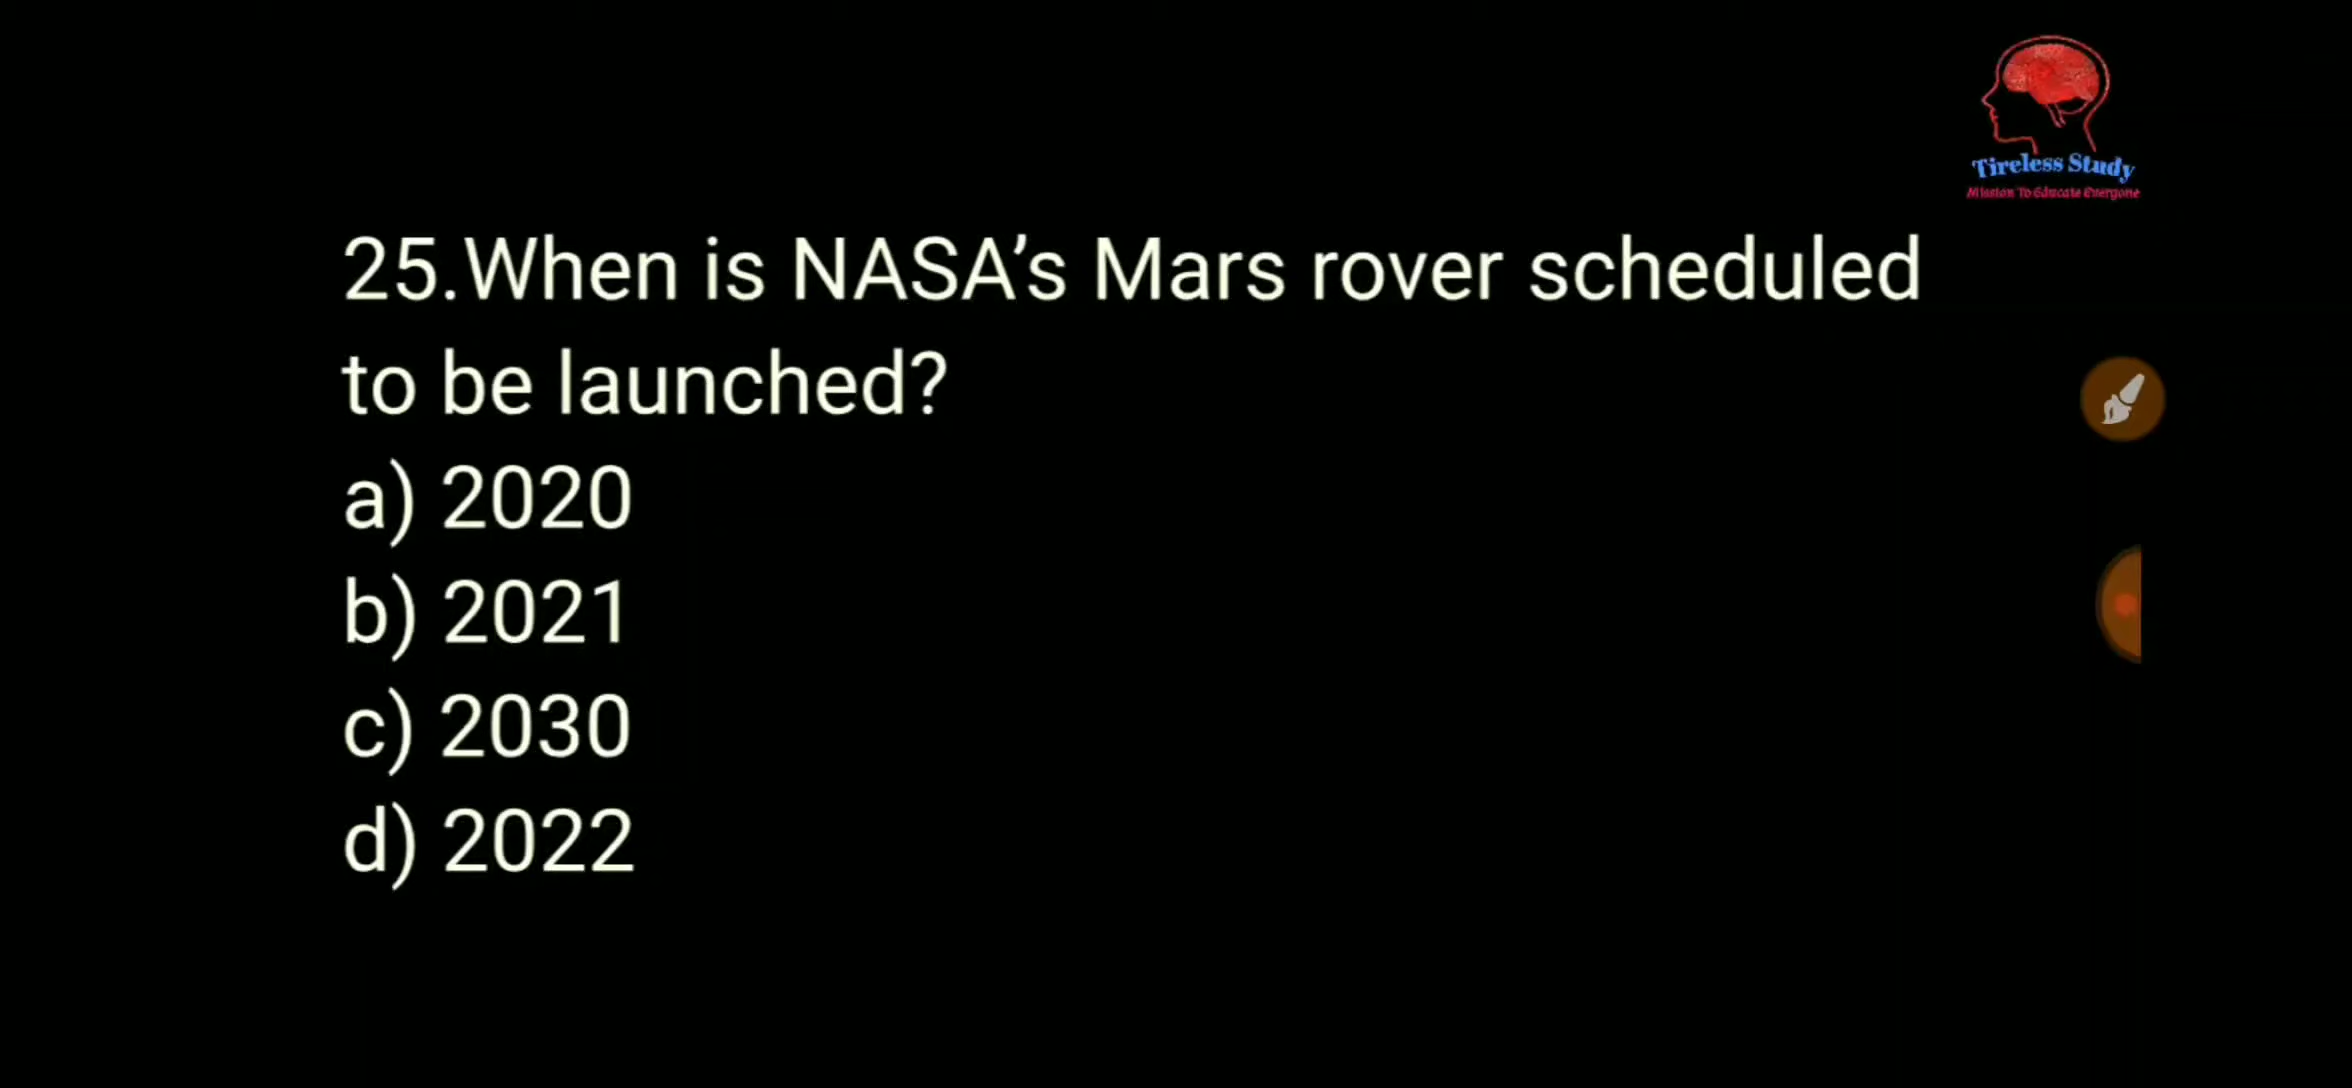 Tireless Study
Mission To Educate Everyone
25.When is NASA’s Mars rover scheduled
to be launched?
a) 2020
b) 2021
c) 2030
d) 2022